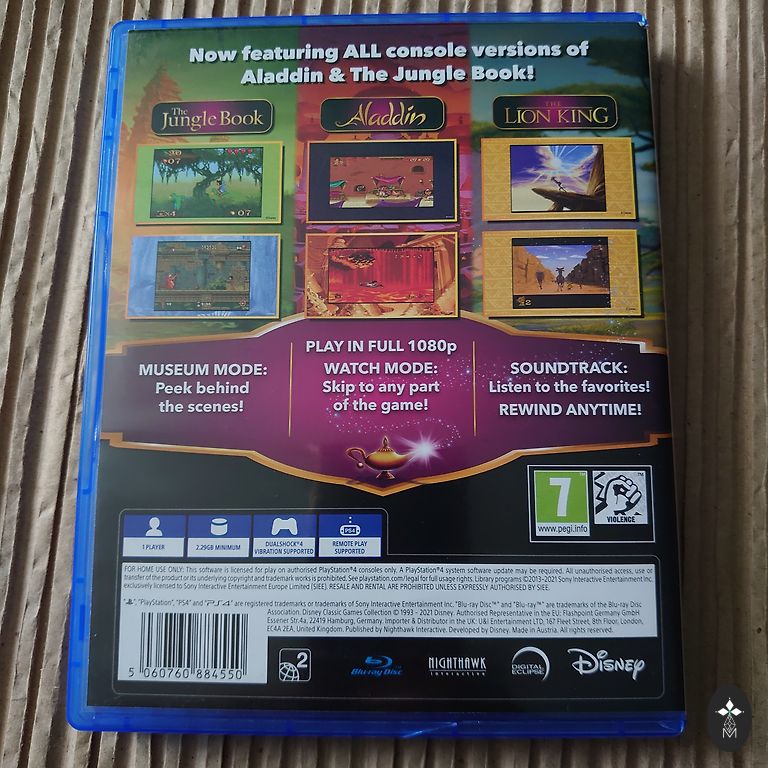 Now featuring ALL console versions of
Aladdin & The Jungle Book!
The
Jungle Book
Aladdin
THE
LION KING
PLAY IN FULL 1080p
MUSEUM MODE:
Peek behind
the scenes!
WATCH MODE:
Skip to any part
of the game!
SOUNDTRACK:
Listen to the favorites!
REWIND ANYTIME!
7
www.pegi.info
VIOLENCE
1 PLAYER
2.29GB MINIMUM
DUALSHOCK®4
VIBRATION SUPPORTED
PS4
REMOTE PLAY
SUPPORTED
FOR HOME USE ONLY: This software is licensed for play on authorised PlayStation®4 consoles only. A PlayStation®4 system software update may be required. All unauthorised access, use or
transfer of the product or its underlying copyright and trademark works is prohibited. See playstation.com/legal for full usage rights. Library programs ©2013-2021 Sony Interactive Entertainment Inc.
exclusively licensed to Sony Interactive Entertainment Europe Limited (SIEE). RESALE AND RENTAL ARE PROHIBITED UNLESS EXPRESSLY AUTHORISED BY SIEE.
", "PlayStation", "PS4" and "PS4" are registered trademarks or trademarks of Sony Interactive Entertainment Inc. "Blu-ray Disc™" and "Blu-ray™" are trademarks of the Blu-ray Disc
Association. Disney Classic Games Collection © 1993 - 2021 Disney. Authorised Representative in the EU: Flashpoint Germany GmbH
Essener Str.4a, 22419 Hamburg, Germany. Importer & Distributor in the UK: U&I Entertainment LTD, 167 Fleet Street, 8th Floor, London,
EC4A 2EA, United Kingdom. Published by Nighthawk Interactive. Developed by Disney. Made in Austria. All rights reserved.
5 060760 884550
2
Blu-ray Disc
NIGHTHAWK
interactive
DIGITAL
ECLIPSE
Disney
M